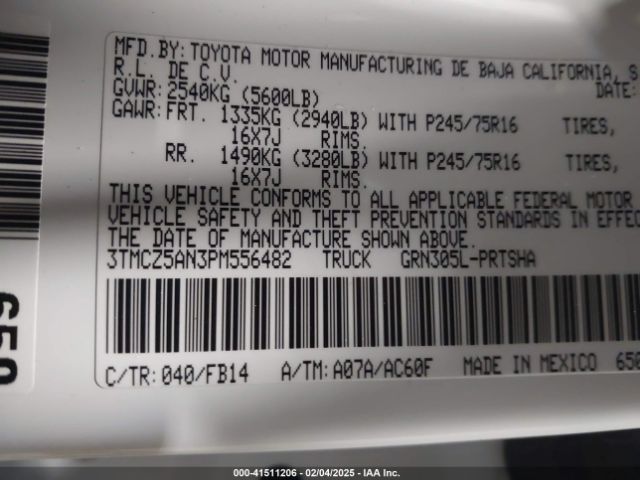 MFD.BY:TOYOTA MOTOR MANUFACTURING DE BAJA CALIFORNIA, S
R.L. DE C.V. DATE:
GVWR:2540KG (5600LB)
GAWR:FRT. 1335KG (2940LB) WITH P245/75R16 TIRES,
16X7J RIMS.
RR. 1490KG (3280LB) WITH P245/75R16 TIRES,
16X7J RIMS.
THIS VEHICLE CONFORMS TO ALL APPLICABLE FEDERAL MOTOR
VEHICLE SAFETY AND THEFT PREVENTION STANDARDS IN EFFEC
THE DATE OF MANUFACTURE SHOWN ABOVE.
3TMCZ5AN3PM556482 TRUCK GRN305L-PRTSHA
C/TR:040/FB14 A/TM:A07A/AC60F MADE IN MEXICO 650
650
000-41511206 - 02/04/2025 - IAA Inc.